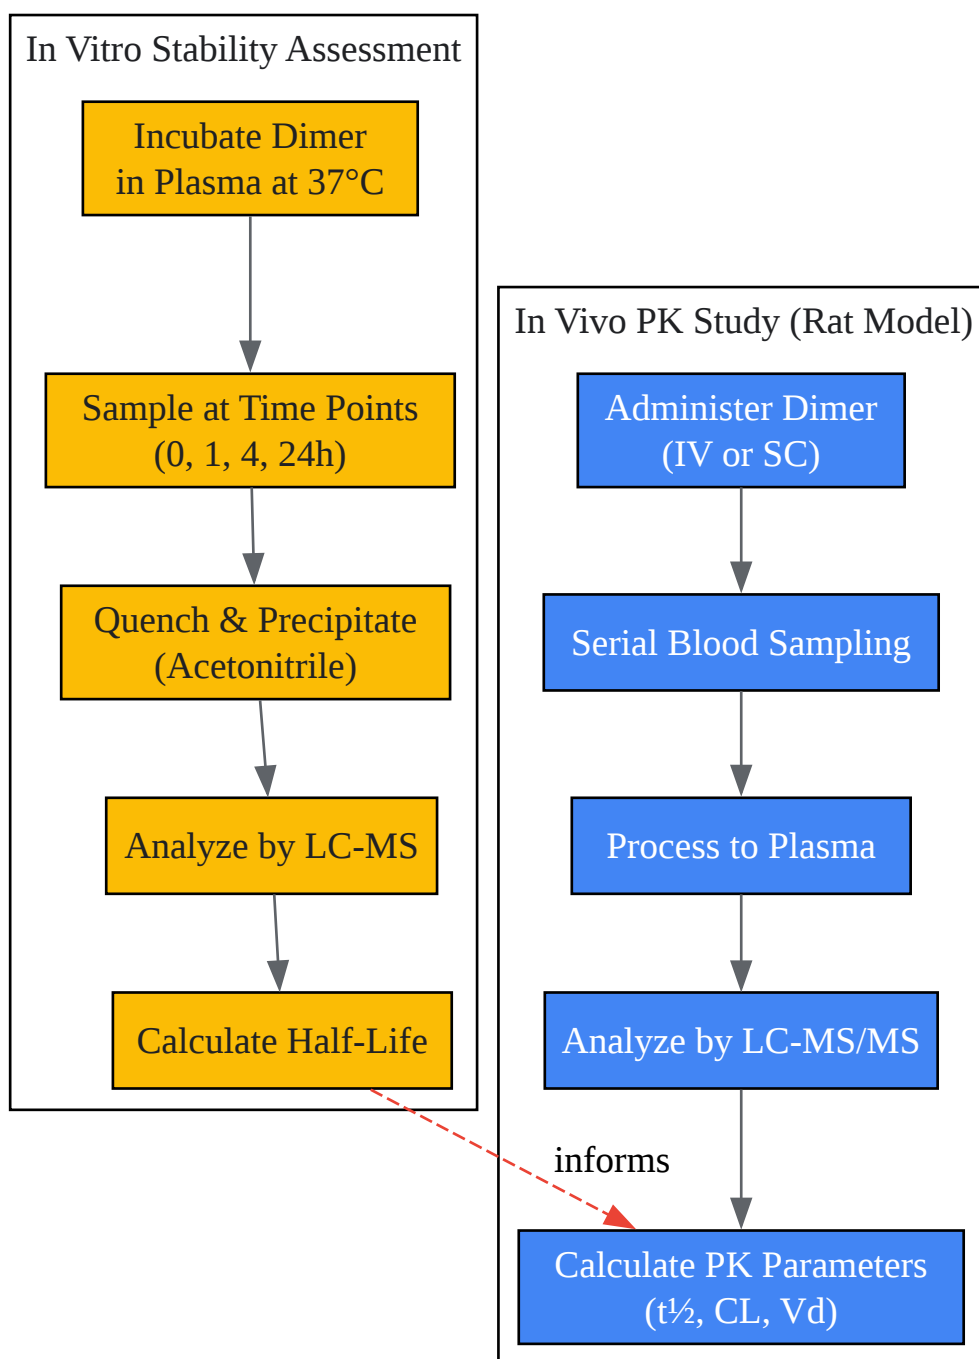 In Vitro Stability Assessment
Incubate Dimer
in Plasma at 37°C
Sample at Time Points
(0, 1, 4, 24h)
Quench & Precipitate
(Acetonitrile)
Analyze by LC-MS
Calculate Half-Life
informs
In Vivo PK Study (Rat Model)
Administer Dimer
(IV or SC)
Serial Blood Sampling
Process to Plasma
Analyze by LC-MS/MS
Calculate PK Parameters
(t½, CL, Vd)